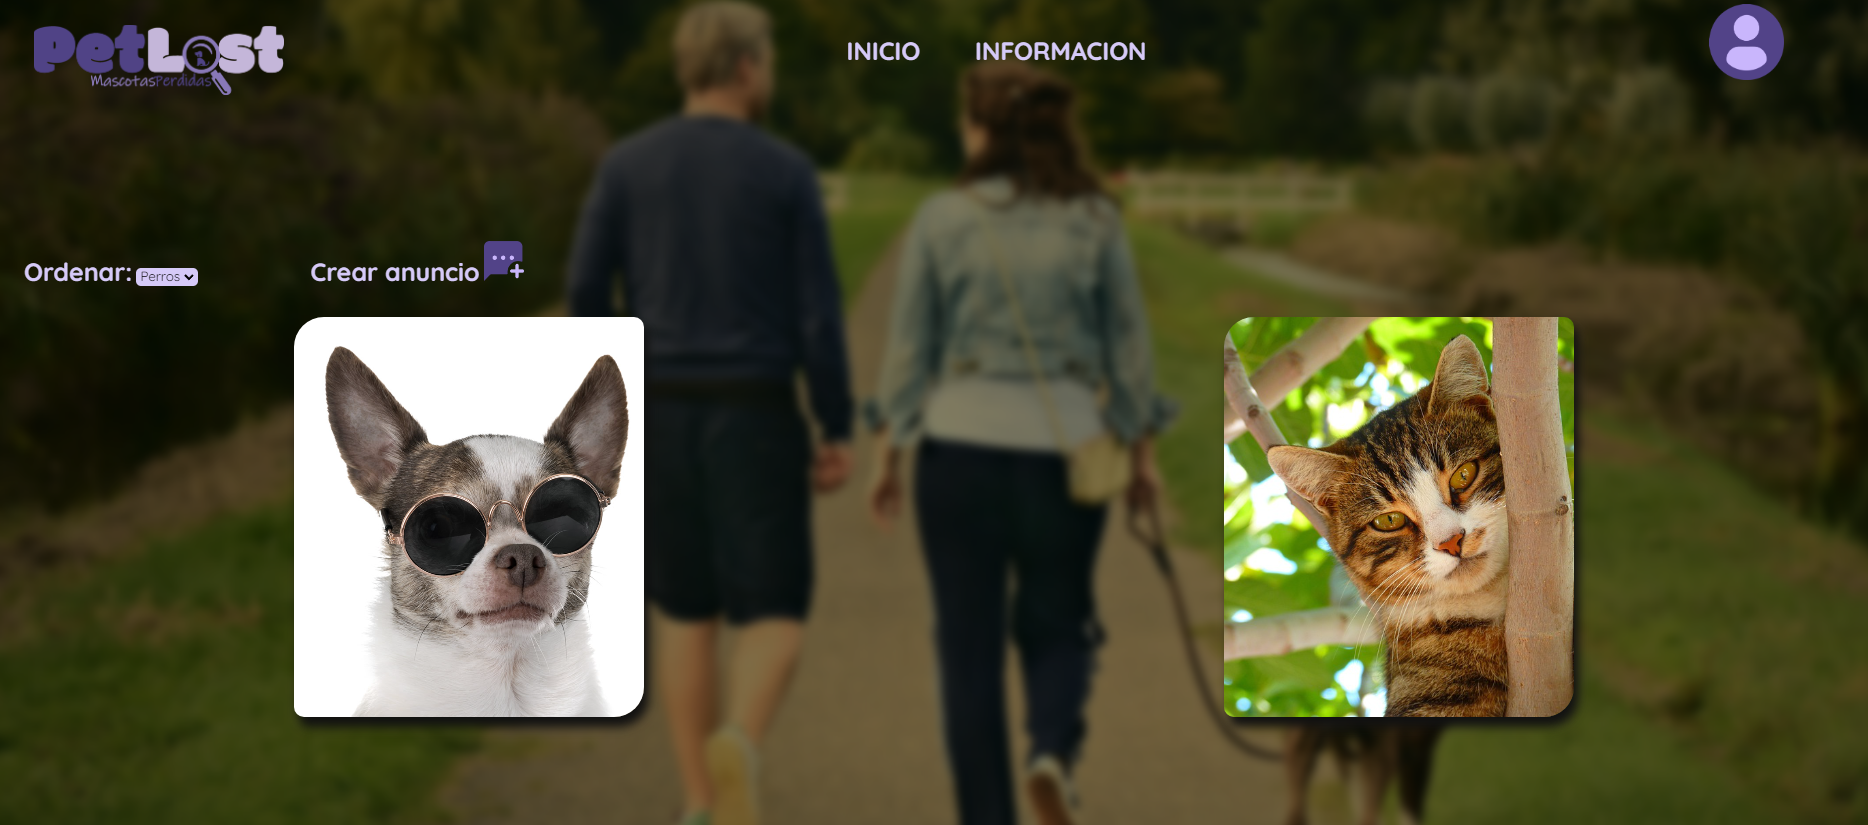 PetLost
MascotasPerdidas
INICIO INFORMACION
Ordenar: Perros
Crear anuncio